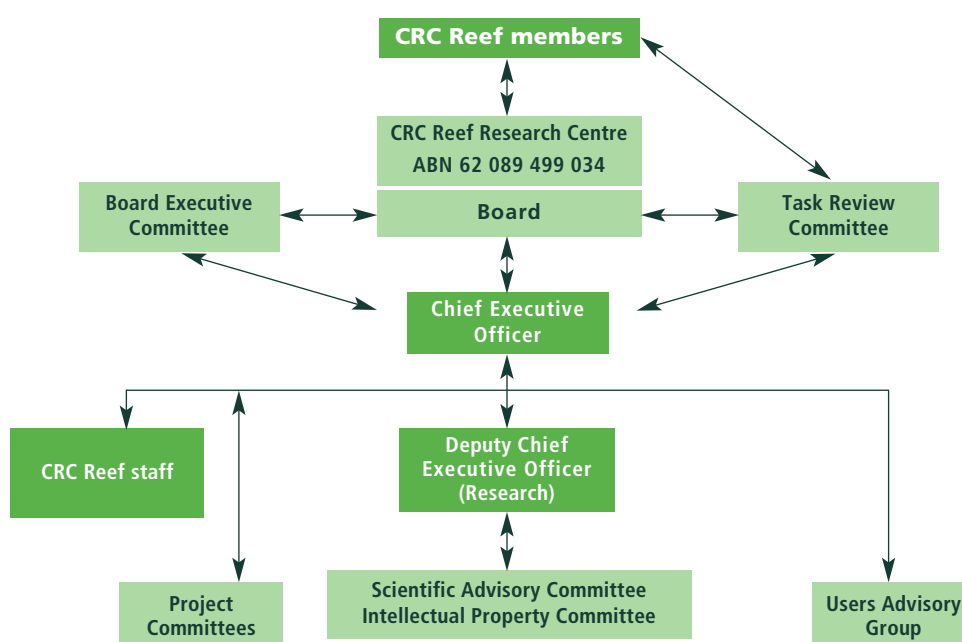 CRC Reef members
CRC Reef Research Centre
ABN 62 089 499 034
Board Executive
Committee
Board
Task Review
Committee
Chief Executive
Officer
CRC Reef staff
Deputy Chief
Executive Officer
(Research)
Project
Committees
Scientific Advisory Committee
Intellectual Property Committee
Users Advisory
Group